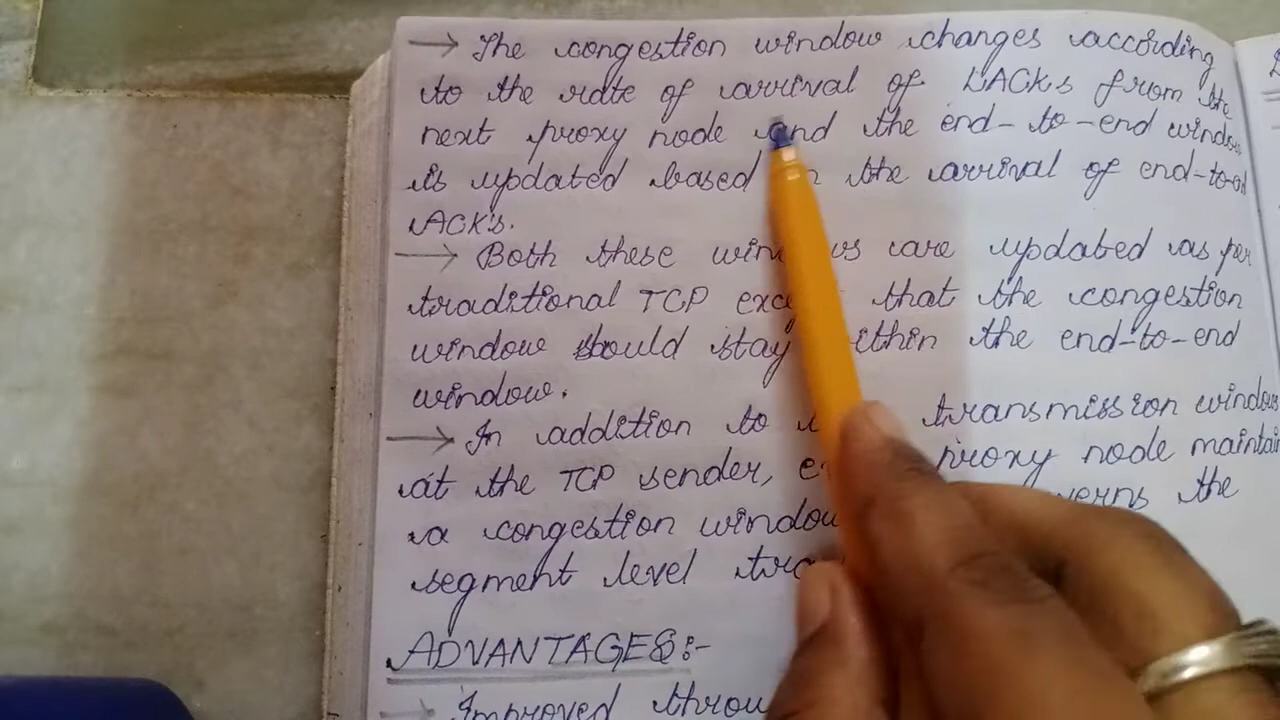 → The congestion window changes according
to the rate of arrival of LACKs from the
next proxy node and the end-to-end window
is updated based the arrival of end-to-end
ACK's.
→ Both these are updated as per
traditional TCP that the congestion
window should stay within the end-to-end
window.
→ In addition to transmission window
at the TCP sender, proxy node maintain
a congestion window the
segment level
ADVANTAGES:-
→ Improved